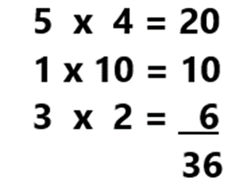 5 x 4 = 20
1 x 10 = 10
3 x 2 = 6
36